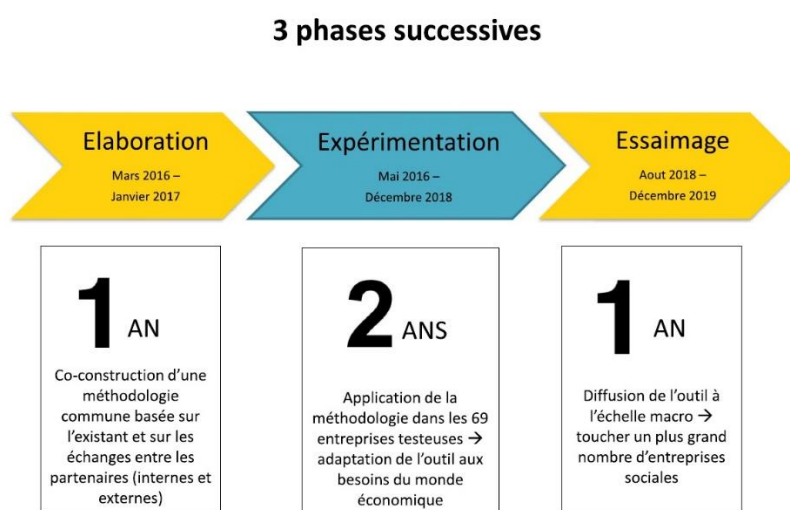 3 phases successives
Elaboration
Mars 2016 –
Janvier 2017
Expérimentation
Mai 2016 –
Décembre 2018
Essaimage
Aout 2018 –
Décembre 2019
1 AN
Co-construction d'une
méthodologie
commune basée sur
l'existant et sur les
échanges entre les
partenaires (internes et
externes)
2 ANS
Application de la
méthodologie dans les 69
entreprises testeuses →
adaptation de l'outil aux
besoins du monde
économique
1 AN
Diffusion de l'outil à
l'échelle macro →
toucher un plus grand
nombre d'entreprises
sociales